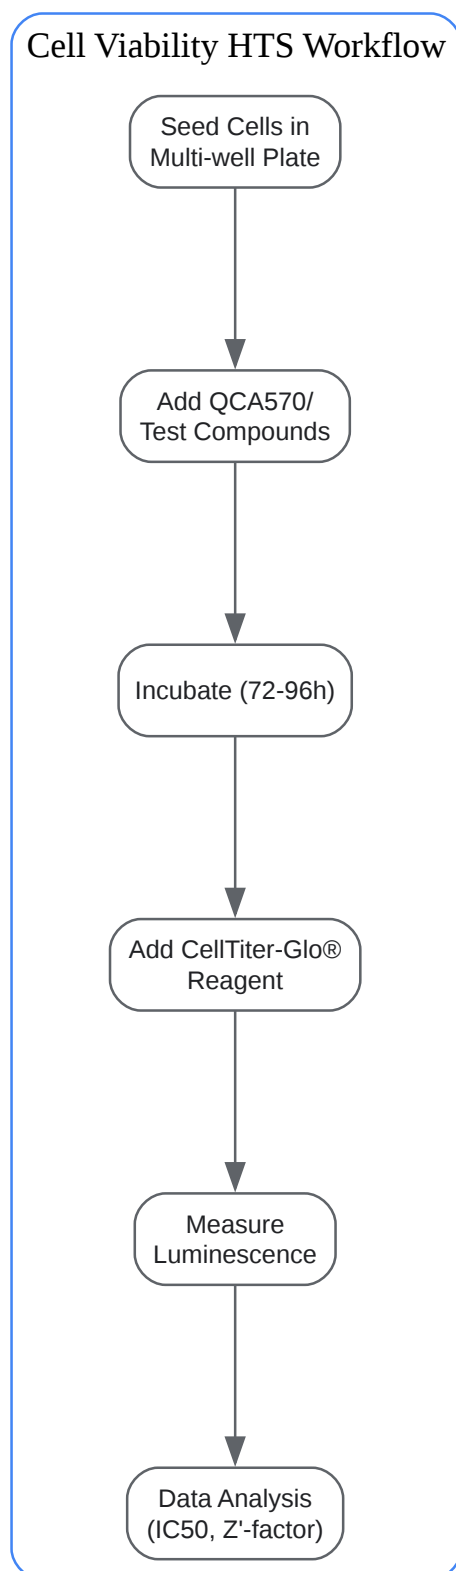 Cell Viability HTS Workflow
Seed Cells in
Multi-well Plate
Add QCA570/
Test Compounds
Incubate (72-96h)
Add CellTiter-Glo®
Reagent
Measure
Luminescence
Data Analysis
(IC50, Z'-factor)